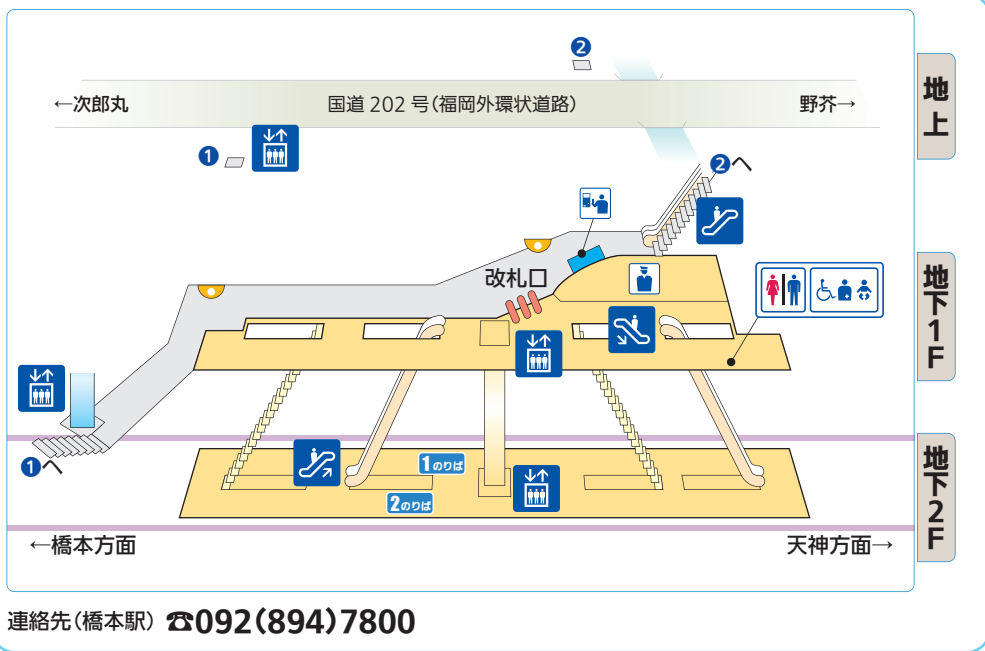 2
←次郎丸
国道202号(福岡外環状道路)
野芥→
地上
1
2へ
改札口
地下1F
1へ
1のりば
2のりば
地下2F
←橋本方面
天神方面→
連絡先(橋本駅) ☎092(894)7800